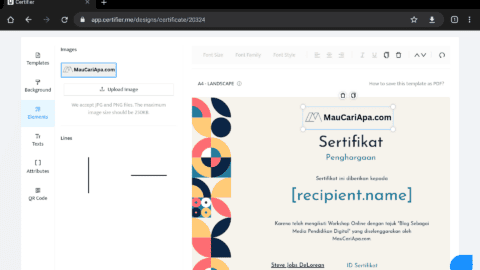 Certifier
app.certifier.me/designs/certificate/20324
Templates
Background
Elements
Texts
Attributes
QR Code
Images
MauCariApa.com
Upload Image
We accept JPG and PNG files. The maximum
image size should be 250KB
Lines
Font Size
Font Family
Font Style
A4 - LANDSCAPE
How to save this template as PDF?
MauCariApa.com
Sertifikat
Penghargaan
Sertifikat ini diberikan kepada
[recipient.name]
Karena telah mengikuti Workshop Online dengan tajuk "Blog Sebagai
Media Pendidikan Digital" yang diselenggarakan oleh
MauCariApa.com
Steve Jobs DeLorean
ID Sertifikat